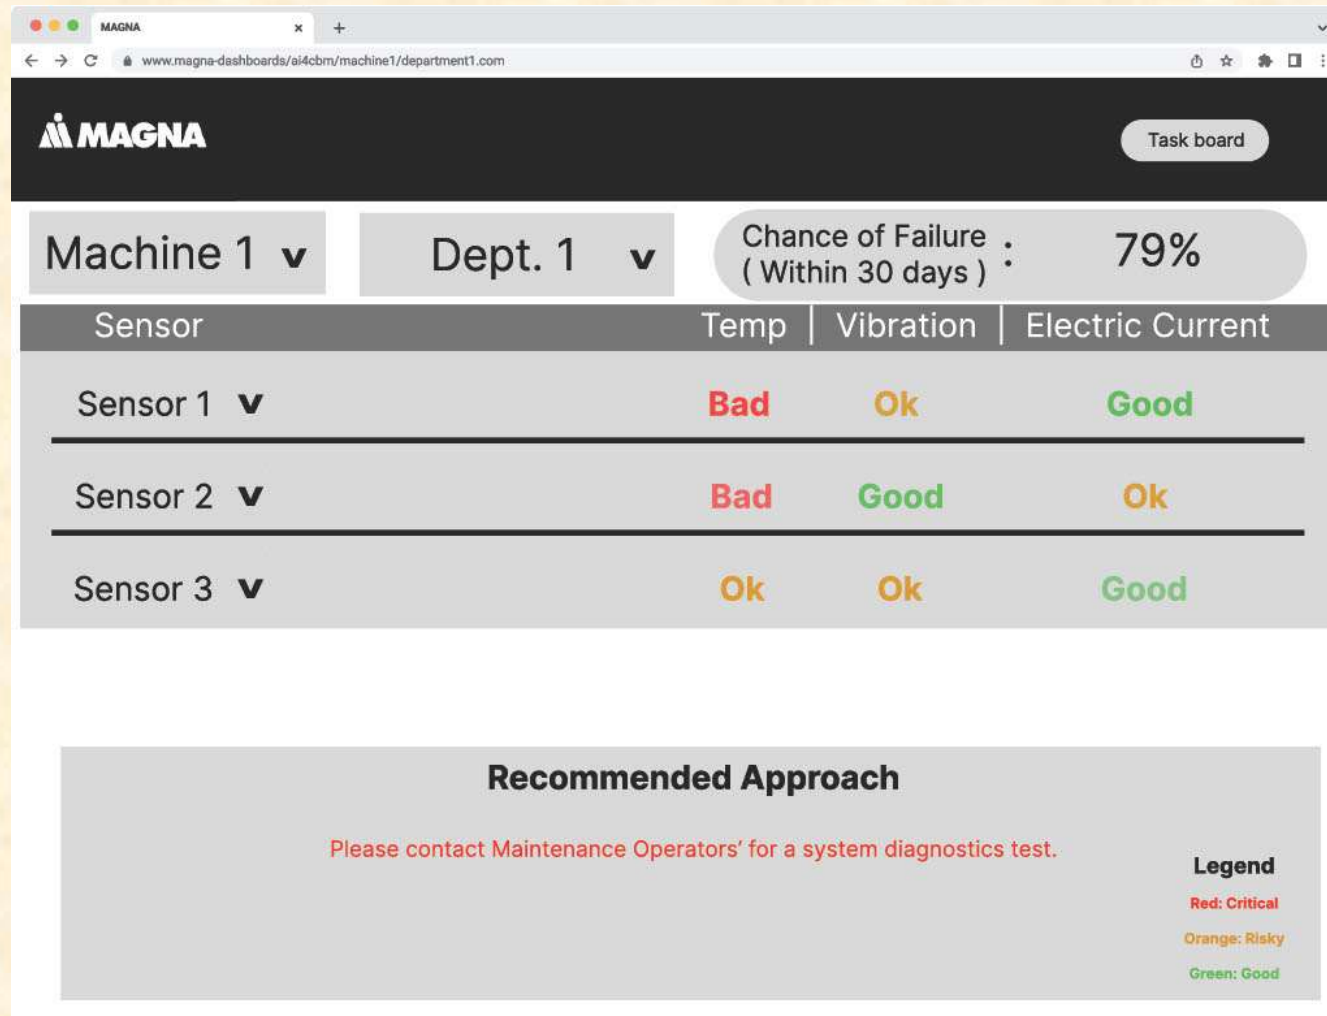 MAGNA
www.magna-dashboards/ai4cbm/machine1/department1.com
MAGNA
Task board
Machine 1 v
Dept. 1 v
Chance of Failure : 79%
( Within 30 days )
Sensor Temp | Vibration | Electric Current
Sensor 1 v Bad Ok Good
Sensor 2 v Bad Good Ok
Sensor 3 v Ok Ok Good
Recommended Approach
Please contact Maintenance Operators’ for a system diagnostics test.
Legend
Red: Critical
Orange: Risky
Green: Good